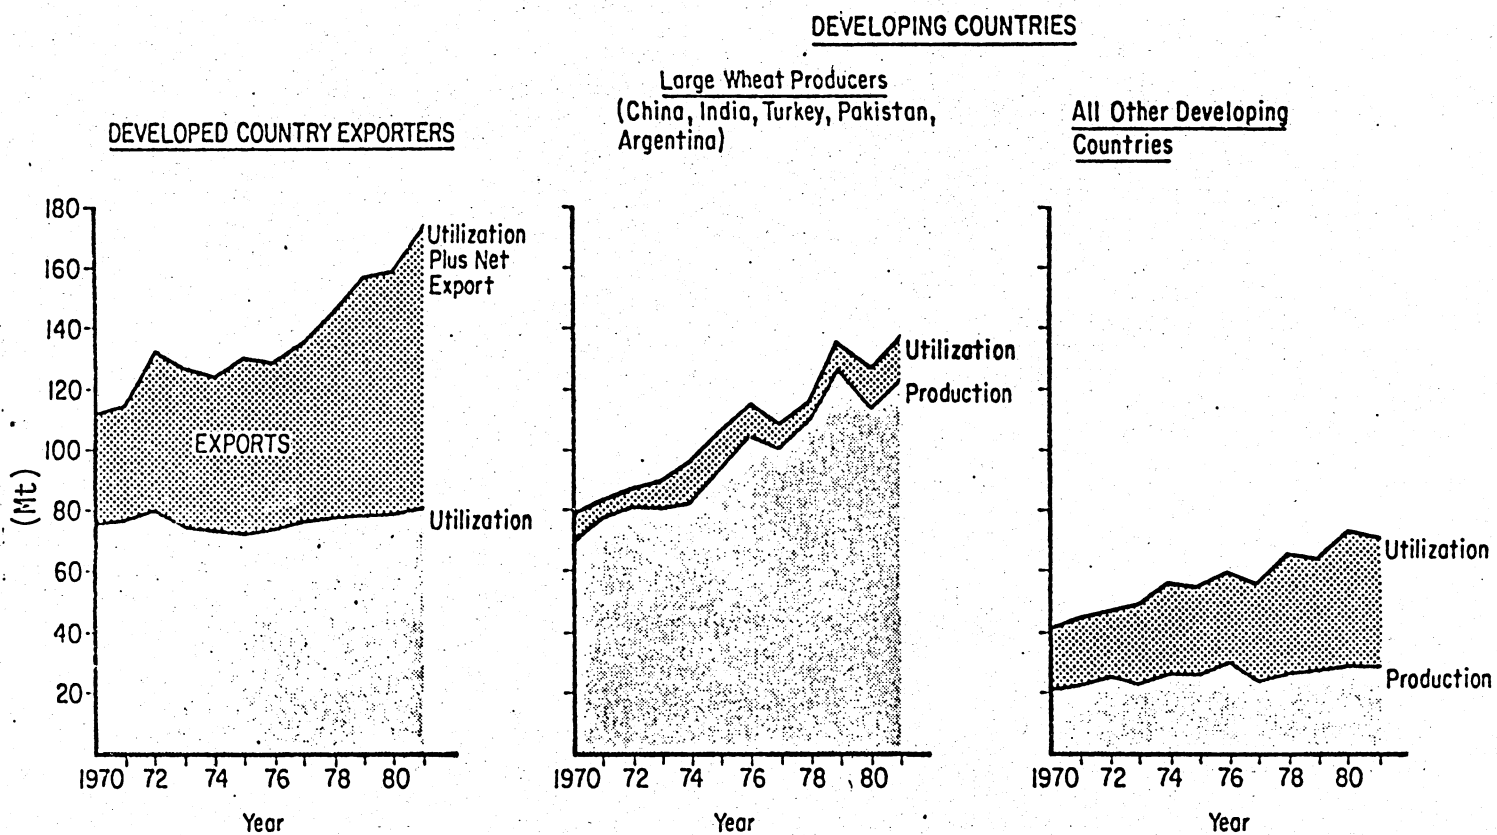 DEVELOPING COUNTRIES
Large Wheat Producers
(China, India, Turkey, Pakistan,
Argentina)
All Other Developing
Countries
DEVELOPED COUNTRY EXPORTERS
(Mt)
180
160
140
120
100
80
60
40
20
Utilization
Plus Net
Export
EXPORTS
Utilization
1970 72 74 76 78 80
Year
Utilization
Production
1970 72 74 76 78 80
Year
Utilization
Production
1970 72 74 76 78 80
Year